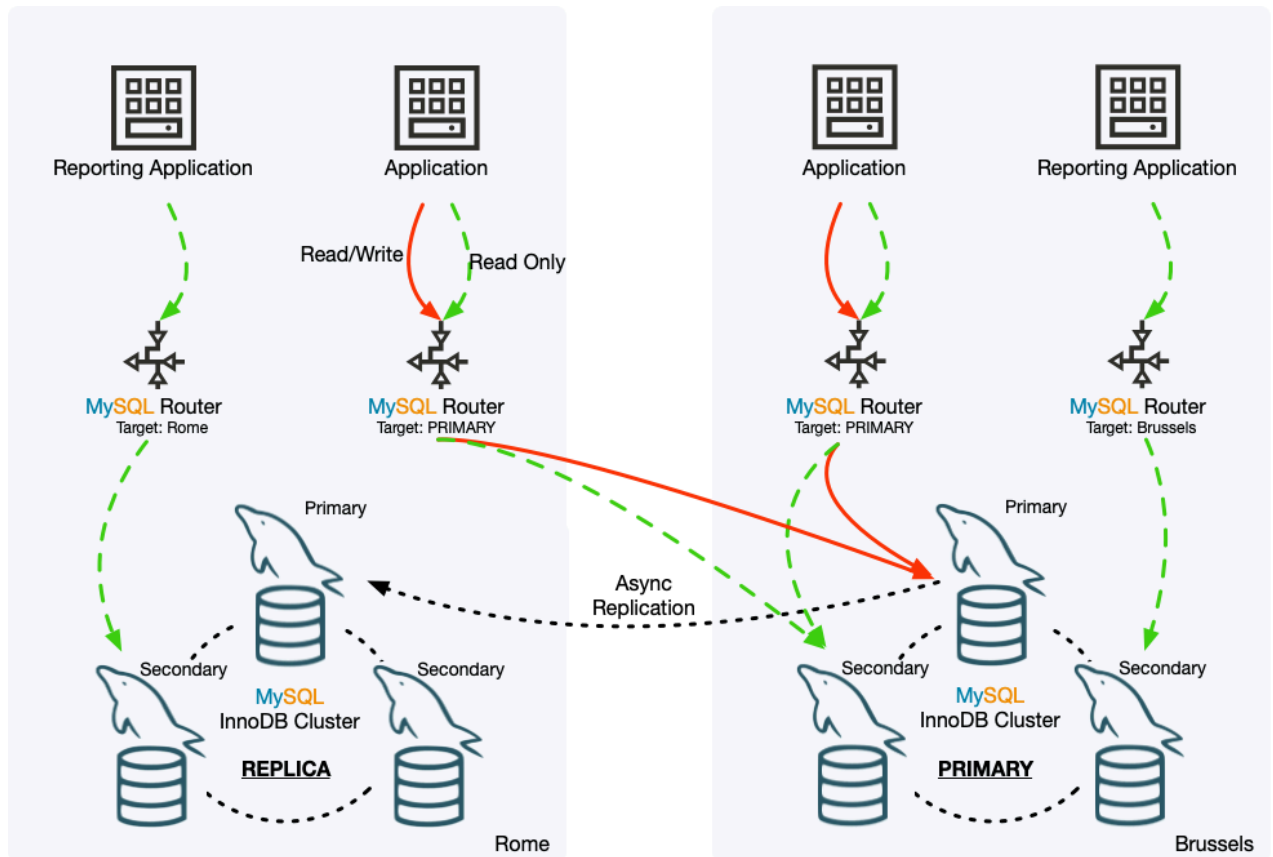 Reporting Application
Application
Application
Reporting Application
Read/Write
Read Only
MySQL Router
Target: Rome
MySQL Router
Target: PRIMARY
MySQL Router
Target: PRIMARY
MySQL Router
Target: Brussels
Primary
Primary
Async
Replication
Secondary
Secondary
Secondary
Secondary
MySQL
InnoDB Cluster
REPLICA
MySQL
InnoDB Cluster
PRIMARY
Rome
Brussels